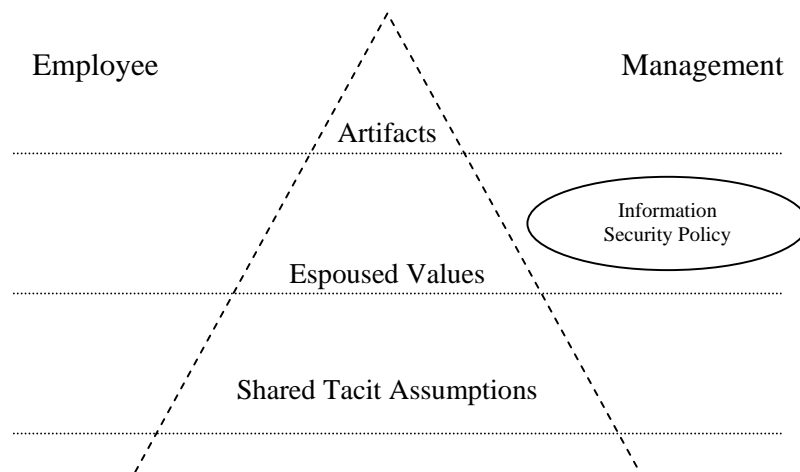 Employee
Management
Artifacts
Information
Security Policy
Espoused Values
Shared Tacit Assumptions